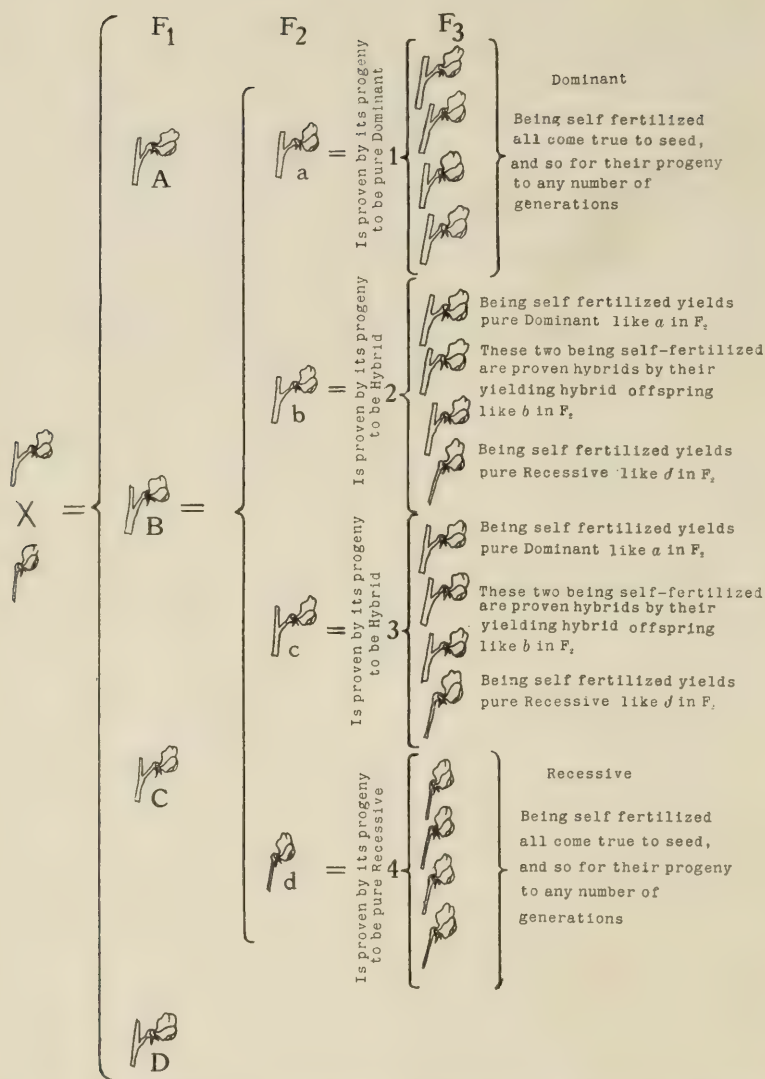 F₁
F₂
F₃
A
B
C
D
X
=
=
a
=
Is proven by its progeny
to be pure Dominant
1
Dominant
Being self fertilized
all come true to seed,
and so for their progeny
to any number of
generations
b
=
Is proven by its progeny
to be Hybrid
2
Being self fertilized yields
pure Dominant like a in F₂
These two being self-fertilized
are proven hybrids by their
yielding hybrid offspring
like b in F₂
Being self fertilized yields
pure Recessive like d in F₂
c
=
Is proven by its progeny
to be Hybrid
3
Being self fertilized yields
pure Dominant like a in F₂
These two being self-fertilized
are proven hybrids by their
yielding hybrid offspring
like b in F₂
Being self fertilized yields
pure Recessive like d in F₂
d
=
Is proven by its progeny
to be pure Recessive
4
Recessive
Being self fertilized
all come true to seed,
and so for their progeny
to any number of
generations